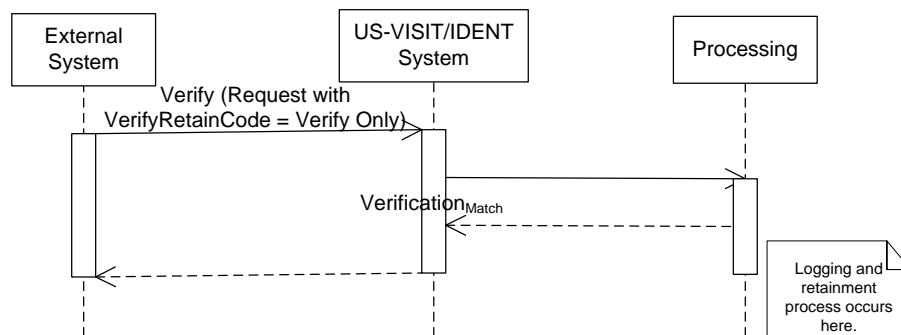 External
System
US-VISIT/IDENT
System
Processing
Verify (Request with
VerifyRetainCode = Verify Only)
VerificationMatch
Logging and
retainment
process occurs
here.